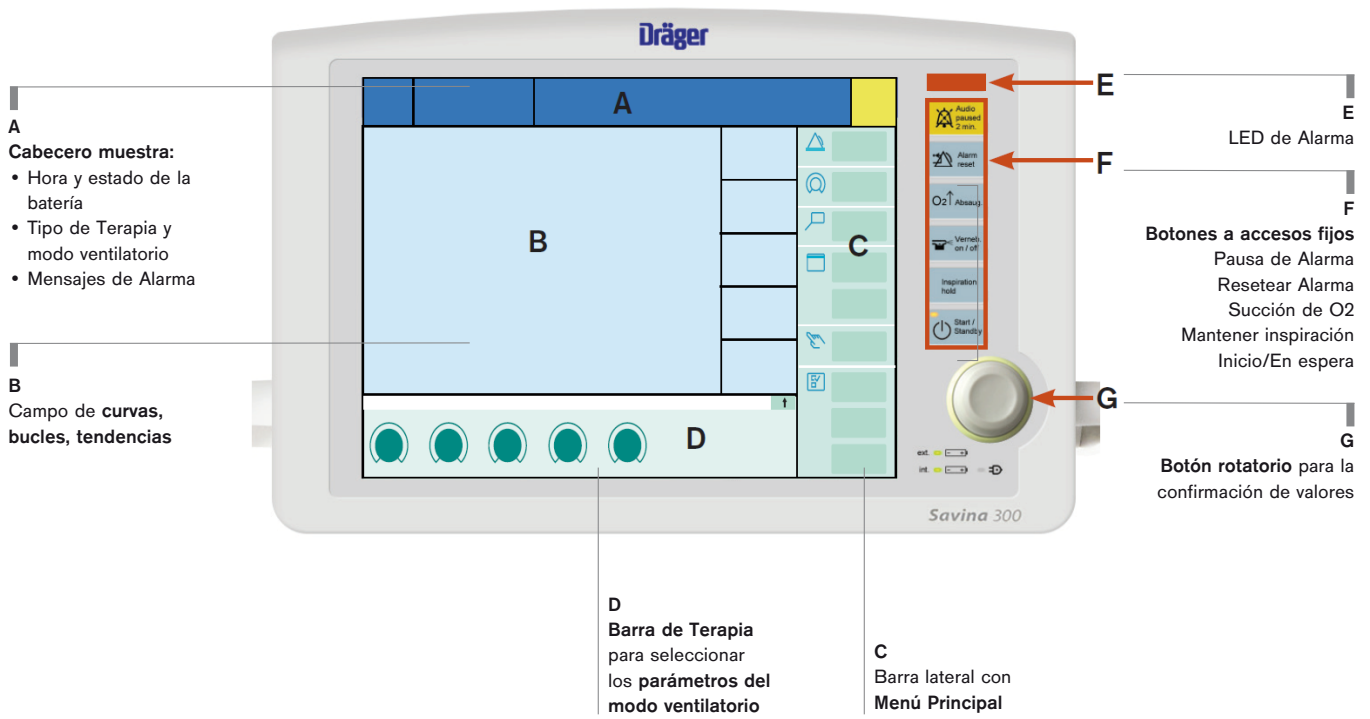 Dräger
A
Cabecero muestra:
• Hora y estado de la
batería
• Tipo de Terapia y
modo ventilatorio
• Mensajes de Alarma
B
Campo de curvas,
bucles, tendencias
A
B
C
D
Audio
paused
2 min.
Alarm
reset
O2↑ Absaug.
Verneb.
on / off
Inspiration
hold
Start /
Standby
ext.
int.
Savina 300
E
F
G
E
LED de Alarma
F
Botones a accesos fijos
Pausa de Alarma
Resetear Alarma
Succión de O2
Mantener inspiración
Inicio/En espera
G
Botón rotatorio para la
confirmación de valores
D
Barra de Terapia
para seleccionar
los parámetros del
modo ventilatorio
C
Barra lateral con
Menú Principal